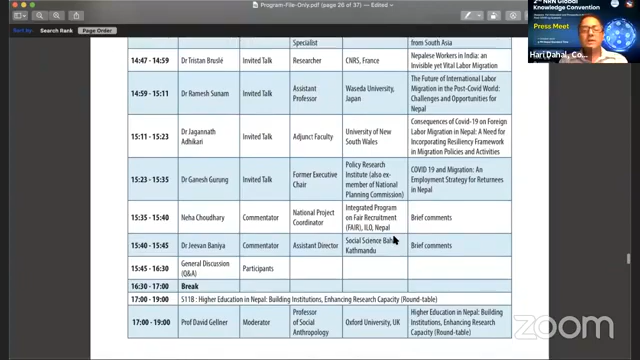 Program-File-Only.pdf (page 26 of 37) — Edited
Sort by: Search Rank Page Order
Specialist from South Asia
14:47 - 14:59 Dr Tristan Bruslé Invited Talk Researcher CNRS, France Nepalese Workers in India: an
Invisible yet Vital Labor Migration
14:59 - 15:11 Dr Ramesh Sunam Invited Talk Assistant
Professor Waseda University,
Japan The Future of International Labor
Migration in the Post-Covid World:
Challenges and Opportunities for
Nepal
15:11 - 15:23 Dr Jagannath
Adhikari Invited Talk Adjunct Faculty University of New
South Wales Consequences of Covid-19 on Foreign
Labor Migration in Nepal: A Need for
Incorporating Resiliency Framework
in Migration Policies and Activities
15:23 - 15:35 Dr Ganesh Gurung Invited Talk Former Executive
Chair Policy Research
Institute (also ex-
member of National
Planning Commission) COVID 19 and Migration: An
Employment Strategy for Returnees
in Nepal
15:35 - 15:40 Neha Choudhary Commentator National Project
Coordinator Integrated Program
on Fair Recruitment
(FAIR), ILO, Nepal Brief comments
15:40 - 15:45 Dr Jeevan Baniya Commentator Assistant Director Social Science
Kathmandu Brief comments
15:45 - 16:30 General Discussion
(Q&A) Participants
16:30 - 17:00 Break
17:00 - 19:00 S11B : Higher Education in Nepal: Building Institutions, Enhancing Research Capacity (Round-table)
17:00 - 19:00 Prof David Gellner Moderator Professor
of Social
Anthropology Oxford University, UK Higher Education in Nepal: Building
Institutions, Enhancing Research
Capacity (Round-table)
2nd NRN Global
Knowledge Convention
Press Meet
Hari Dahal, Co...
zoom